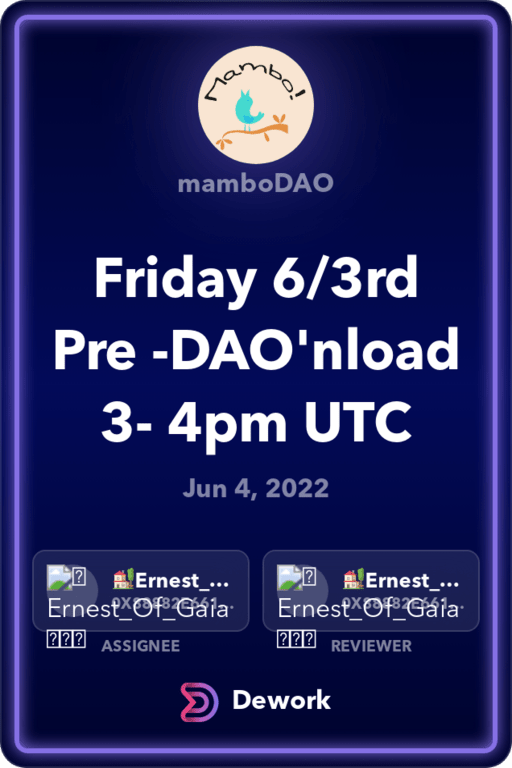 Mambo!
mamboDAO
Friday 6/3rd
Pre -DAO'nload
3- 4pm UTC
Jun 4, 2022
🏡Ernest_...
Ernest_Of_Gaia
ASSIGNEE
🏡Ernest_...
Ernest_Of_Gaia
REVIEWER
Dework